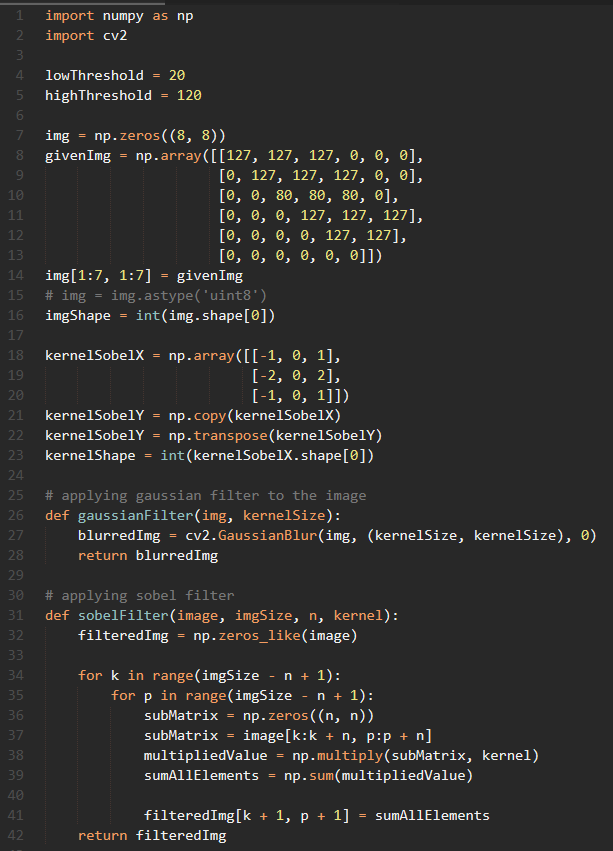 1 import numpy as np
2 import cv2
3
4 lowThreshold = 20
5 highThreshold = 120
6
7 img = np.zeros((8, 8))
8 givenImg = np.array([[127, 127, 127, 0, 0, 0],
9                      [0, 127, 127, 127, 0, 0],
10                      [0, 0, 80, 80, 80, 0],
11                      [0, 0, 0, 127, 127, 127],
12                      [0, 0, 0, 0, 127, 127],
13                      [0, 0, 0, 0, 0, 0]])
14 img[1:7, 1:7] = givenImg
15 # img = img.astype('uint8')
16 imgShape = int(img.shape[0])
17
18 kernelSobelX = np.array([[-1, 0, 1],
19                          [-2, 0, 2],
20                          [-1, 0, 1]])
21 kernelSobelY = np.copy(kernelSobelX)
22 kernelSobelY = np.transpose(kernelSobelY)
23 kernelShape = int(kernelSobelX.shape[0])
24
25 # applying gaussian filter to the image
26 def gaussianFilter(img, kernelSize):
27     blurredImg = cv2.GaussianBlur(img, (kernelSize, kernelSize), 0)
28     return blurredImg
29
30 # applying sobel filter
31 def sobelFilter(image, imgSize, n, kernel):
32     filteredImg = np.zeros_like(image)
33
34     for k in range(imgSize - n + 1):
35         for p in range(imgSize - n + 1):
36             subMatrix = np.zeros((n, n))
37             subMatrix = image[k:k + n, p:p + n]
38             multipliedValue = np.multiply(subMatrix, kernel)
39             sumAllElements = np.sum(multipliedValue)
40
41             filteredImg[k + 1, p + 1] = sumAllElements
42     return filteredImg